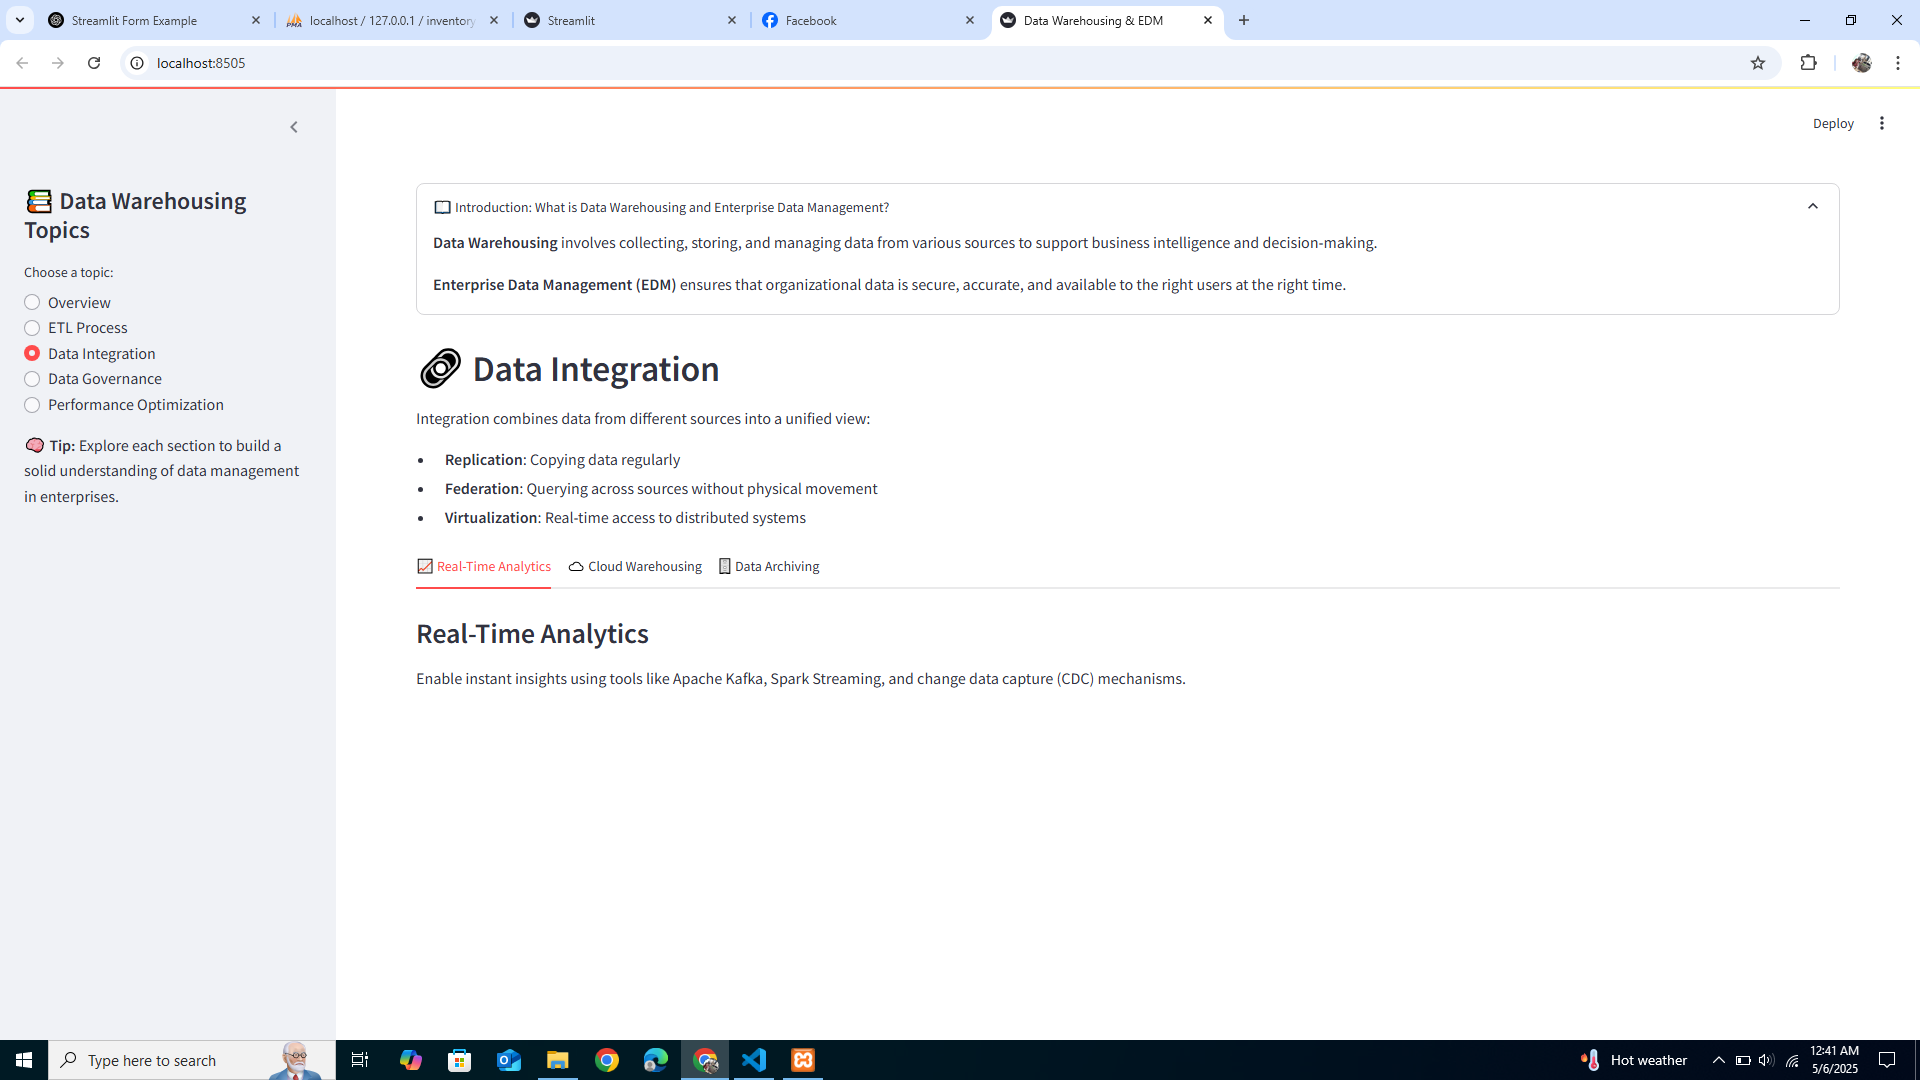 Streamlit Form Example
localhost / 127.0.0.1 / inventory
Streamlit
Facebook
Data Warehousing & EDM
localhost:8505
Deploy
📚 Data Warehousing
Topics
Choose a topic:
Overview
ETL Process
Data Integration
Data Governance
Performance Optimization
🧠 Tip: Explore each section to build a
solid understanding of data management
in enterprises.
📖 Introduction: What is Data Warehousing and Enterprise Data Management?
Data Warehousing involves collecting, storing, and managing data from various sources to support business intelligence and decision-making.
Enterprise Data Management (EDM) ensures that organizational data is secure, accurate, and available to the right users at the right time.
🔗 Data Integration
Integration combines data from different sources into a unified view:
• Replication: Copying data regularly
• Federation: Querying across sources without physical movement
• Virtualization: Real-time access to distributed systems
📈 Real-Time Analytics ☁ Cloud Warehousing 🗄 Data Archiving
Real-Time Analytics
Enable instant insights using tools like Apache Kafka, Spark Streaming, and change data capture (CDC) mechanisms.
Type here to search
Hot weather
12:41 AM
5/6/2025